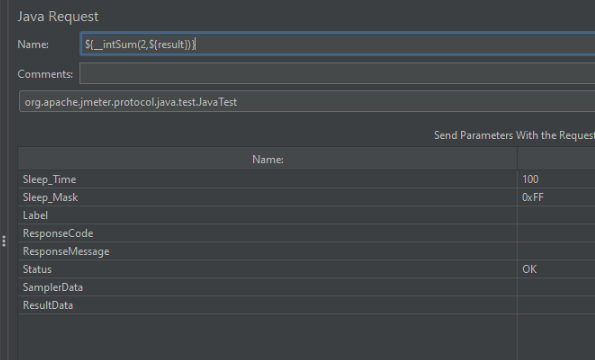 Java Request
Name: ${__intSum(2,${result})}
Comments:
org.apache.jmeter.protocol.java.test.JavaTest
Send Parameters With the Request
Name:
Sleep_Time 100
Sleep_Mask 0xFF
Label
ResponseCode
ResponseMessage
Status OK
SamplerData
ResultData